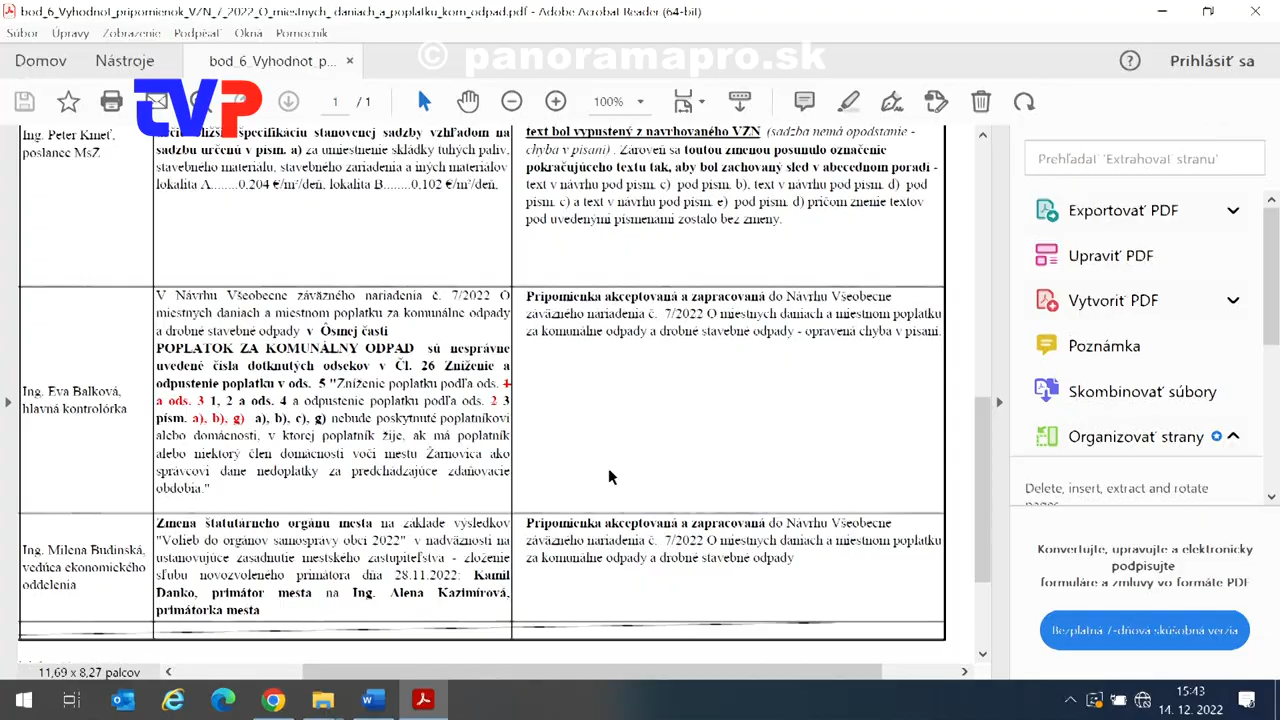 bod_6_Vyhodnot_pripomienok_VZN_7_2022_O_miestnych_ daniach_a_poplatku_kom_odpad.pdf - Adobe Acrobat Reader (64-bit)
Súbor Úpravy Zobrazenie Podpísať Okná Pomocník
© panoramapro.sk
Domov Nástroje bod_6_Vyhodnot_p... × Prihlásiť sa
TVP
1 / 1 100%
Ing. Peter Kmeť,
poslanec MsZ
špecifikáciu stanovenej sadzby vzhľadom na
sadzbu určenú v písm. a) za umiestnenie skládky tuhých palív,
stavebného materiálu, stavebného zariadenia a iných materiálov
lokalita A........0.204 €/m²/deň, lokalita B........0.102 €/m²/deň.
text bol vypustený z navrhovaného VZN (sadzba nemá opodstanie -
chyba v písaní) . Zároveň sa toutou zmenou posunulo označenie
pokračujúceho textu tak, aby bol zachovaný sled v abecednom poradí -
text v návrhu pod písm. c) pod písm. b), text v návrhu pod písm. d) pod
písm. c) a text v návrhu pod písm. e) pod písm. d) pričom znenie textov
pod uvedenými písmenami zostalo bez zmeny.
Ing. Eva Balková,
hlavná kontrolórka
V Návrhu Všeobecne záväzného nariadenia č. 7/2022 O
miestnych daniach a miestnom poplatku za komunálne odpady
a drobné stavebné odpady v Ôsmej časti
POPLATOK ZA KOMUNÁLNY ODPAD sú nesprávne
uvedené čísla dotknutých odsekov v Čl. 26 Zníženie a
odpustenie poplatku v ods. 5 "Zníženie poplatku podľa ods. 1
a ods. 3 1, 2 a ods. 4 a odpustenie poplatku podľa ods. 2 3
písm. a), b), g) a), b), c), g) nebude poskytnuté poplatníkovi
alebo domácnosti, v ktorej poplatník žije, ak má poplatník
alebo niektorý člen domácnosti voči mestu Žarnovica ako
správcovi dane nedoplatky za predchádzajúce zdaňovacie
obdobia."
Pripomienka akceptovaná a zapracovaná do Návrhu Všeobecne
záväzného nariadenia č. 7/2022 O miestnych daniach a miestnom poplatku
za komunálne odpady a drobné stavebné odpady - opravená chyba v písaní.
Ing. Milena Budinská,
vedúca ekonomického
oddelenia
Zmena štatutárneho orgánu mesta na základe výsledkov
"Volieb do orgánov samosprávy obcí 2022" v nadväznosti na
ustanovujúce zasadnutie mestského zastupiteľstva - zloženie
sľubu novozvoleného primátora dňa 28.11.2022: Kamil
Danko, primátor mesta na Ing. Alena Kazimírová,
primátorka mesta
Pripomienka akceptovaná a zapracovaná do Návrhu Všeobecne
záväzného nariadenia č. 7/2022 O miestnych daniach a miestnom poplatku
za komunálne odpady a drobné stavebné odpady
11,69 x 8,27 palcov
Prehľadať 'Extrahovať stranu'
Exportovať PDF
Upraviť PDF
Vytvoriť PDF
Poznámka
Skombinovať súbory
Organizovať strany
Delete, insert, extract and rotate
pages.
Konvertujte, upravujte a elektronicky
podpisujte
formuláre a zmluvy vo formáte PDF
Bezplatná 7-dňová skúšobná verzia
15:43
14. 12. 2022